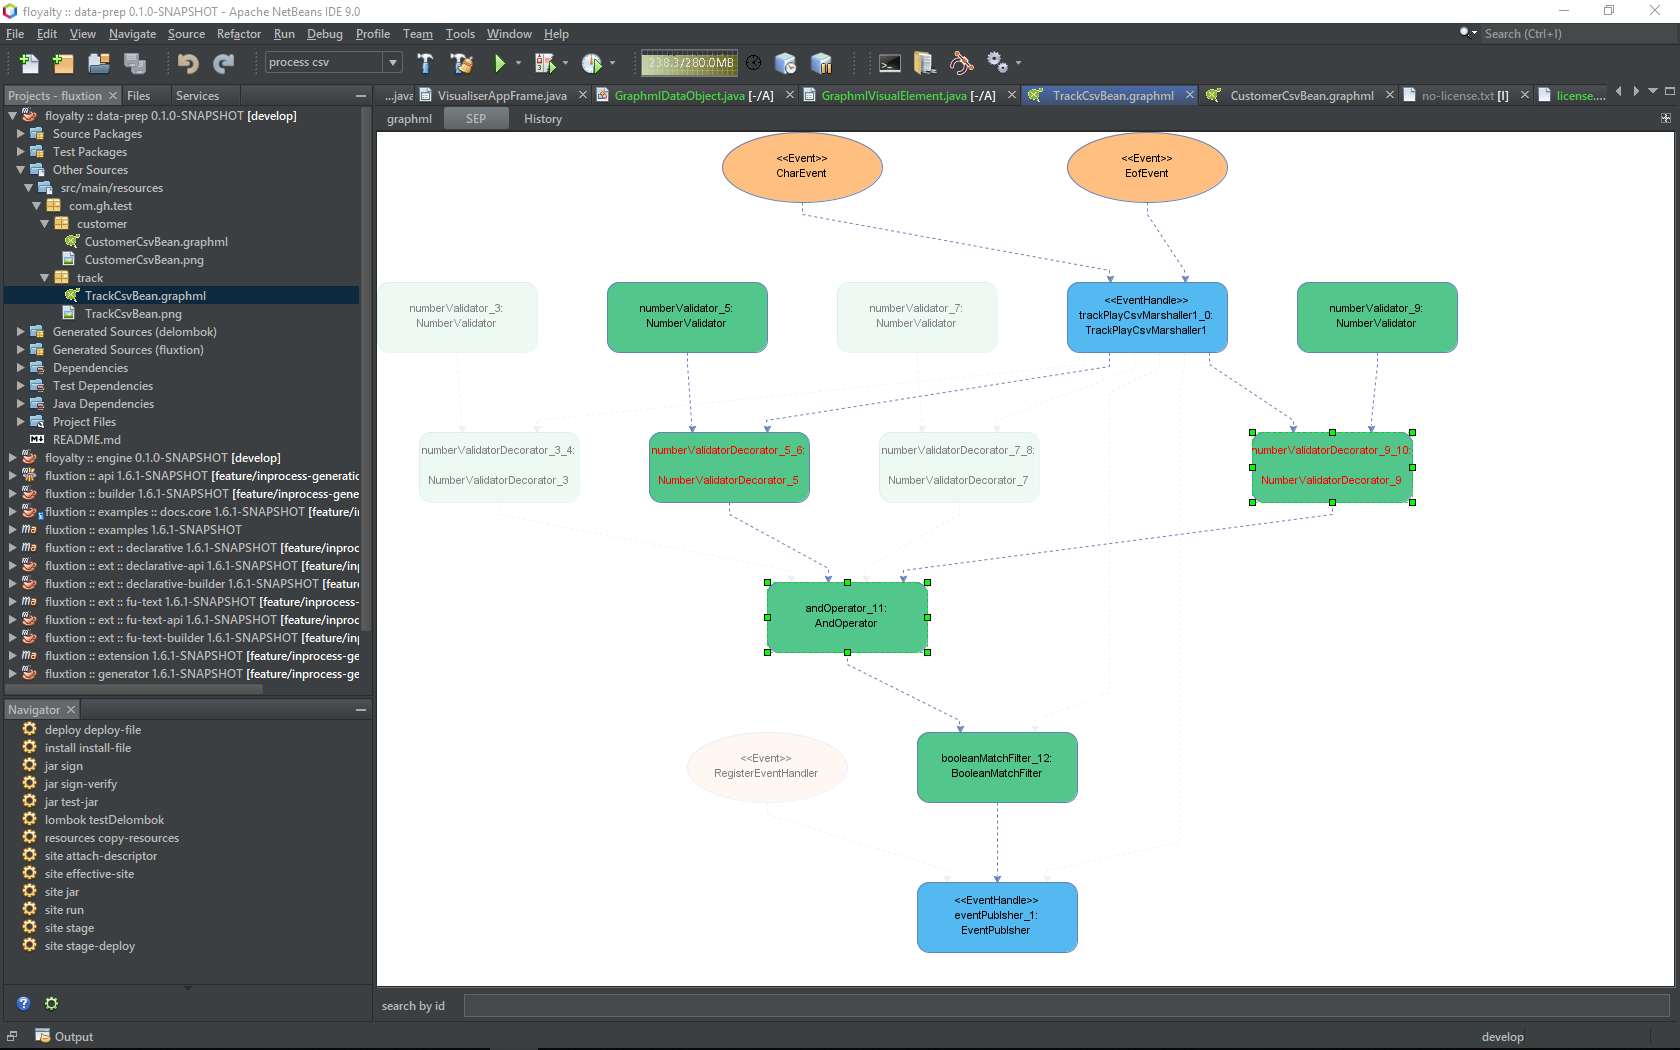 floyalty :: data-prep 0.1.0-SNAPSHOT - Apache NetBeans IDE 9.0
File Edit View Navigate Source Refactor Run Debug Profile Team Tools Window Help
Search (Ctrl+I)
process csv
238.3/280.0MB
Projects - fluxtion
Files
Services
...java
VisualiserAppFrame.java
GraphmlDataObject.java [-/A]
GraphmlVisualElement.java [-/A]
TrackCsvBean.graphml
CustomerCsvBean.graphml
no-license.txt [I]
license....
graphml
SEP
History
floyalty :: data-prep 0.1.0-SNAPSHOT [develop]
Source Packages
Test Packages
Other Sources
src/main/resources
com.gh.test
customer
CustomerCsvBean.graphml
CustomerCsvBean.png
track
TrackCsvBean.graphml
TrackCsvBean.png
Generated Sources (delombok)
Generated Sources (fluxtion)
Dependencies
Test Dependencies
Java Dependencies
Project Files
README.md
floyalty :: engine 0.1.0-SNAPSHOT [develop]
fluxtion :: api 1.6.1-SNAPSHOT [feature/inprocess-generatic
fluxtion :: builder 1.6.1-SNAPSHOT [feature/inprocess-gene
fluxtion :: examples :: docs.core 1.6.1-SNAPSHOT [feature/i
fluxtion :: examples 1.6.1-SNAPSHOT
fluxtion :: ext :: declarative 1.6.1-SNAPSHOT [feature/inproc
fluxtion :: ext :: declarative-api 1.6.1-SNAPSHOT [feature/in
fluxtion :: ext :: declarative-builder 1.6.1-SNAPSHOT [featur
fluxtion :: ext :: fu-text 1.6.1-SNAPSHOT [feature/inprocess-
fluxtion :: ext :: fu-text-api 1.6.1-SNAPSHOT [feature/inproc
fluxtion :: ext :: fu-text-builder 1.6.1-SNAPSHOT [feature/inp
fluxtion :: extension 1.6.1-SNAPSHOT [feature/inprocess-ge
fluxtion :: generator 1.6.1-SNAPSHOT [feature/inprocess-ge
Navigator
deploy deploy-file
install install-file
jar sign
jar sign-verify
jar test-jar
lombok testDelombok
resources copy-resources
site attach-descriptor
site effective-site
site jar
site run
site stage
site stage-deploy
<<Event>>
CharEvent
<<Event>>
EofEvent
numberValidator_3:
NumberValidator
numberValidator_5:
NumberValidator
numberValidator_7:
NumberValidator
<<EventHandle>>
trackPlayCsvMarshaller1_0:
TrackPlayCsvMarshaller1
numberValidator_9:
NumberValidator
numberValidatorDecorator_3_4:
NumberValidatorDecorator_3
numberValidatorDecorator_5_6:
NumberValidatorDecorator_5
numberValidatorDecorator_7_8:
NumberValidatorDecorator_7
numberValidatorDecorator_9_10:
NumberValidatorDecorator_9
andOperator_11:
AndOperator
<<Event>>
RegisterEventHandler
booleanMatchFilter_12:
BooleanMatchFilter
<<EventHandle>>
eventPublsher_1:
EventPublsher
search by id
Output
develop